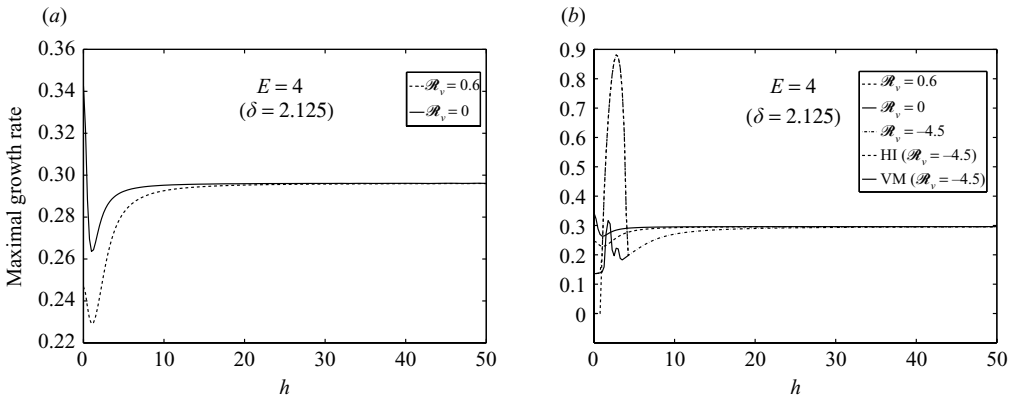 (a)
0.36
0.34
0.32
0.30
0.28
0.26
0.24
0.22
Maximal growth rate
0 10 20 30 40 50
h
E = 4
(δ = 2.125)
ℛv = 0.6
ℛv = 0
(b)
0.9
0.8
0.7
0.6
0.5
0.4
0.3
0.2
0.1
0
0 10 20 30 40 50
h
E = 4
(δ = 2.125)
ℛv = 0.6
ℛv = 0
ℛv = –4.5
HI (ℛv = –4.5)
VM (ℛv = –4.5)